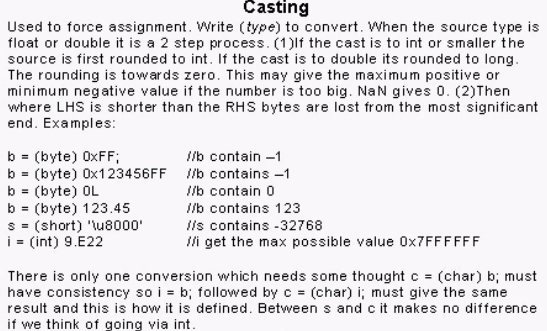 Casting
Used to force assignment. Write (type) to convert. When the source type is
float or double it is a 2 step process. (1)If the cast is to int or smaller the
source is first rounded to int. If the cast is to double its rounded to long.
The rounding is towards zero. This may give the maximum positive or
minimum negative value if the number is too big. NaN gives 0. (2)Then
where LHS is shorter than the RHS bytes are lost from the most significant
end. Examples:
b = (byte) 0xFF; //b contain –1
b = (byte) 0x123456FF //b contains –1
b = (byte) 0L //b contain 0
b = (byte) 123.45 //b contains 123
s = (short) '\u8000' //s contains -32768
i = (int) 9.E22 //i get the max possible value 0x7FFFFFF
There is only one conversion which needs some thought c = (char) b; must
have consistency so i = b; followed by c = (char) i; must give the same
result and this is how it is defined. Between s and c it makes no difference
if we think of going via int.